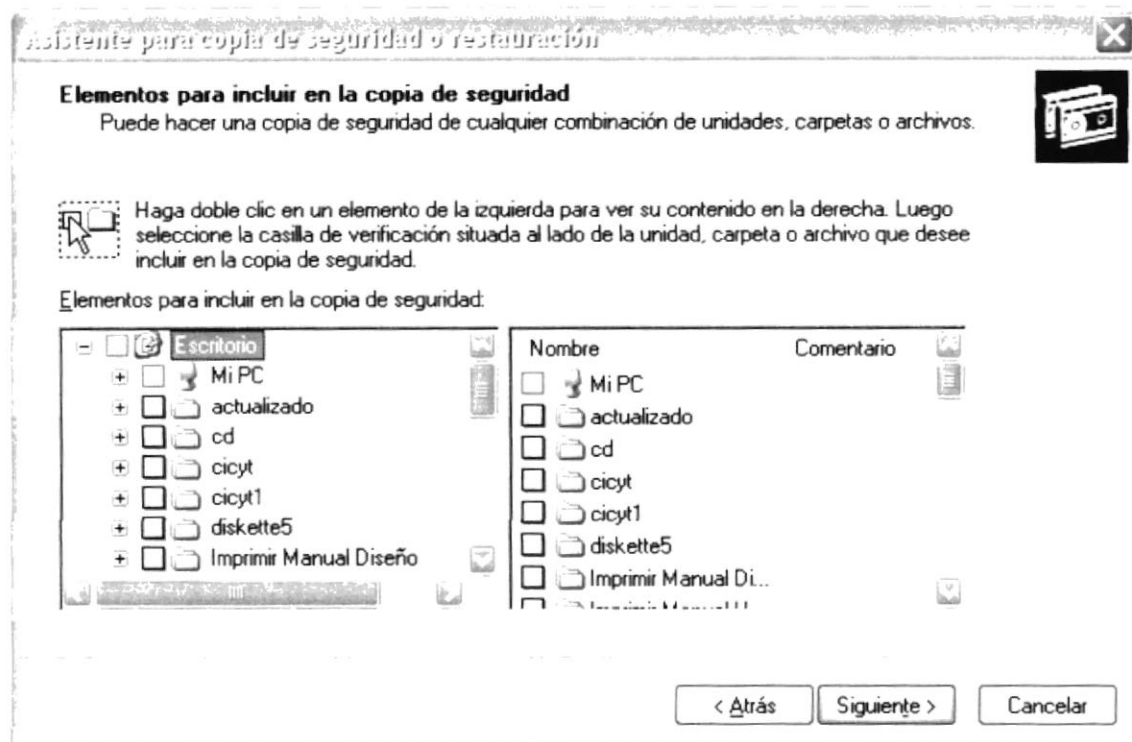 Asistente para copia de seguridad o restauración
Elementos para incluir en la copia de seguridad
Puede hacer una copia de seguridad de cualquier combinación de unidades, carpetas o archivos.
Haga doble clic en un elemento de la izquierda para ver su contenido en la derecha. Luego
seleccione la casilla de verificación situada al lado de la unidad, carpeta o archivo que desee
incluir en la copia de seguridad.
Elementos para incluir en la copia de seguridad:
Escritorio
Mi PC
actualizado
cd
cicyt
cicyt1
diskette5
Imprimir Manual Diseño
Nombre Comentario
Mi PC
actualizado
cd
cicyt
cicyt1
diskette5
Imprimir Manual Di...
< Atrás Siguiente > Cancelar